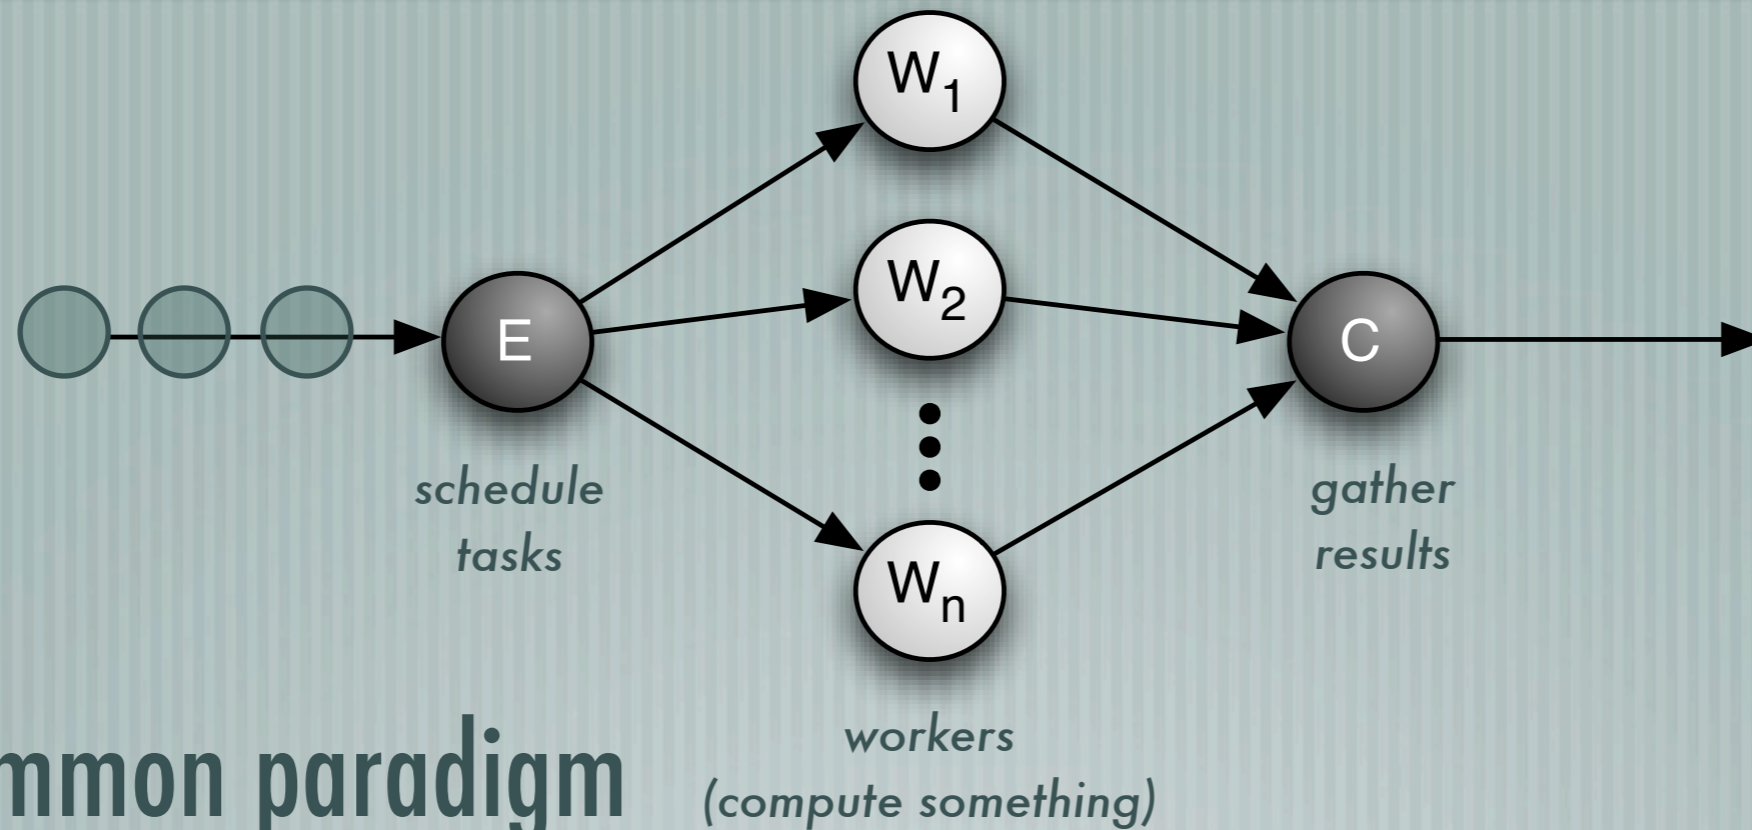 W1
W2
E
C
schedule
tasks
gather
results
Wn
workers
(compute something)
mmon paradigm